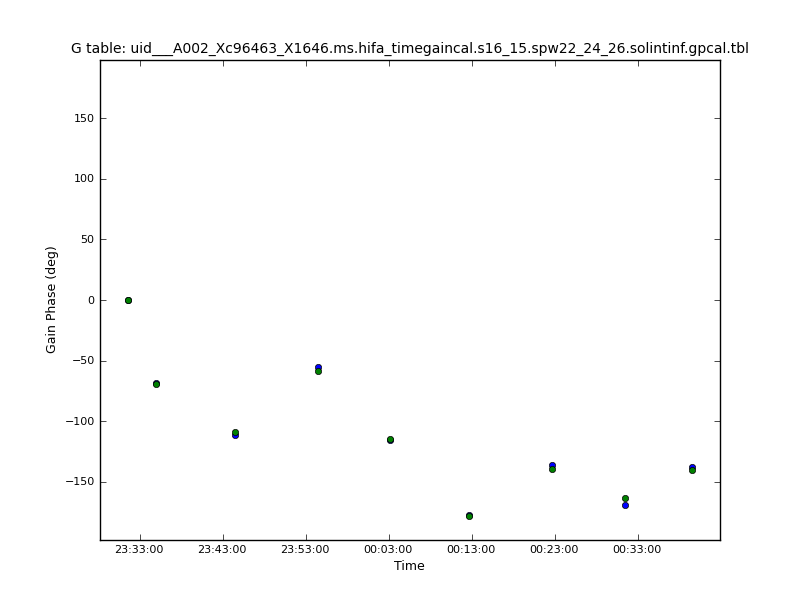 G table: uid___A002_Xc96463_X1646.ms.hifa_timegaincal.s16_15.spw22_24_26.solintinf.gpcal.tbl
150
100
50
0
−50
−100
−150
Gain Phase (deg)
23:33:00 23:43:00 23:53:00 00:03:00 00:13:00 00:23:00 00:33:00
Time